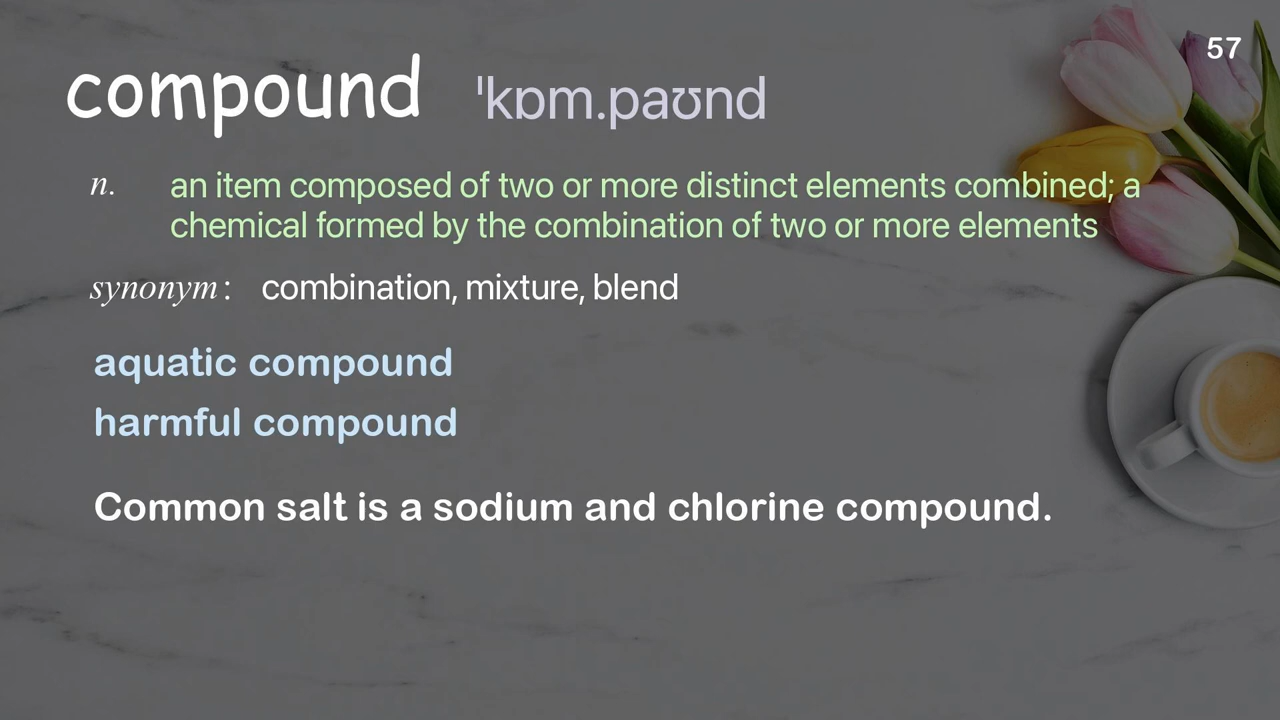 57
compound ˈkɒm.paʊnd
n. an item composed of two or more distinct elements combined; a
chemical formed by the combination of two or more elements
synonym: combination, mixture, blend
aquatic compound
harmful compound
Common salt is a sodium and chlorine compound.